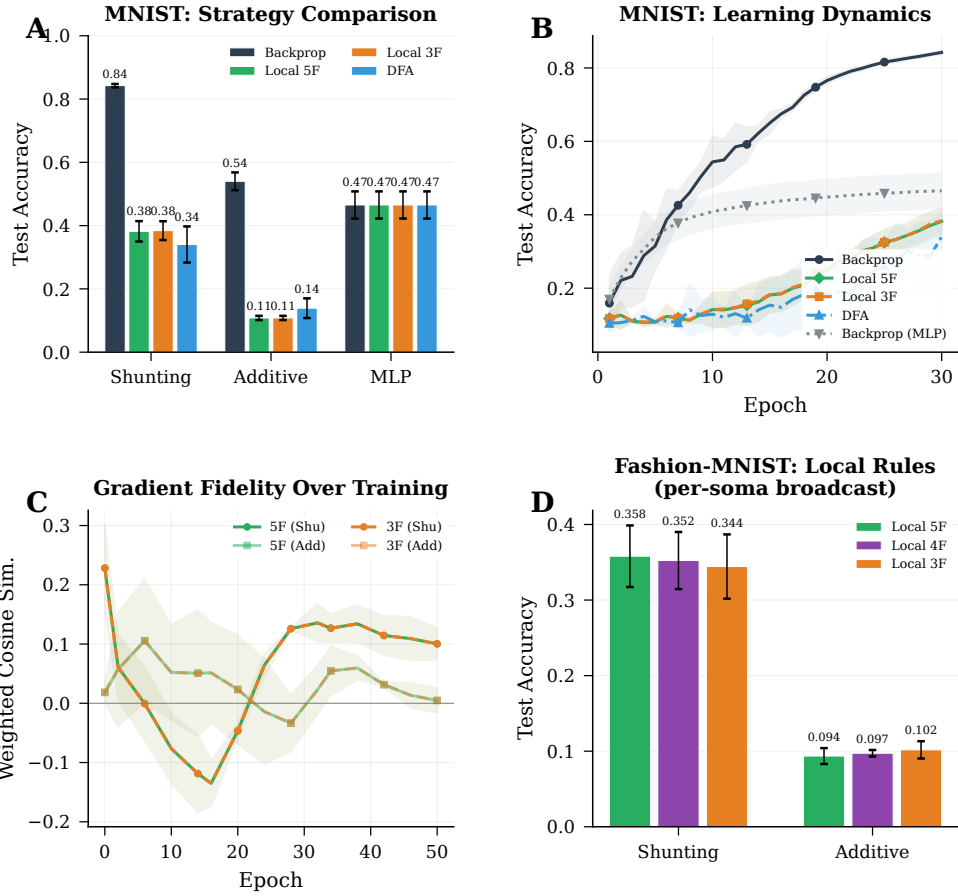 A
MNIST: Strategy Comparison
Backprop
Local 5F
Local 3F
DFA
Test Accuracy
1.0
0.8
0.6
0.4
0.2
0.0
0.84
0.38
0.38
0.34
0.54
0.11
0.11
0.14
0.47
0.47
0.47
0.47
Shunting
Additive
MLP
B
MNIST: Learning Dynamics
Test Accuracy
0.8
0.6
0.4
0.2
Backprop
Local 5F
Local 3F
DFA
Backprop (MLP)
0
10
20
30
Epoch
C
Gradient Fidelity Over Training
5F (Shu)
5F (Add)
3F (Shu)
3F (Add)
Weighted Cosine Sim.
0.3
0.2
0.1
0.0
−0.1
−0.2
0
10
20
30
40
50
Epoch
D
Fashion-MNIST: Local Rules
(per-soma broadcast)
Local 5F
Local 4F
Local 3F
Test Accuracy
0.4
0.3
0.2
0.1
0.0
0.358
0.352
0.344
0.094
0.097
0.102
Shunting
Additive